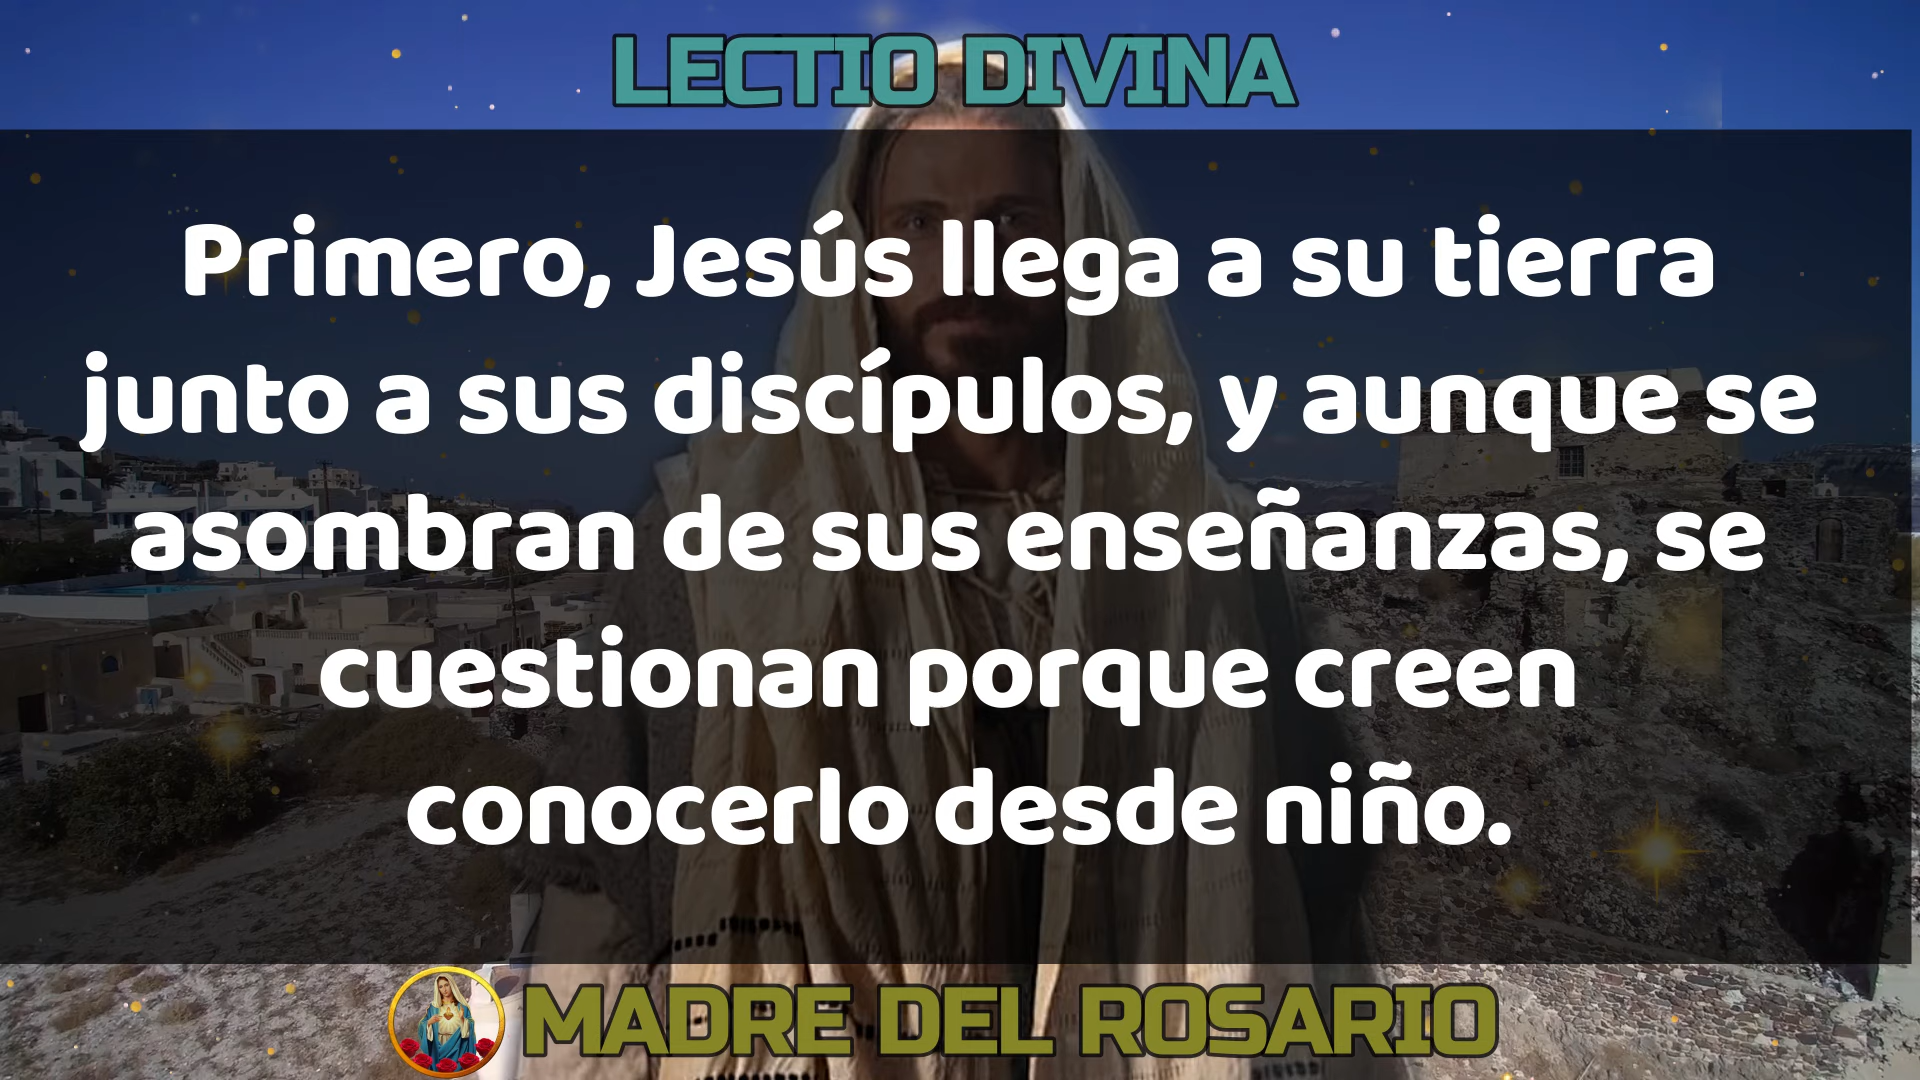 LECTIO DIVINA
Primero, Jesús llega a su tierra
junto a sus discípulos, y aunque se
asombran de sus enseñanzas, se
cuestionan porque creen
conocerlo desde niño.
MADRE DEL ROSARIO